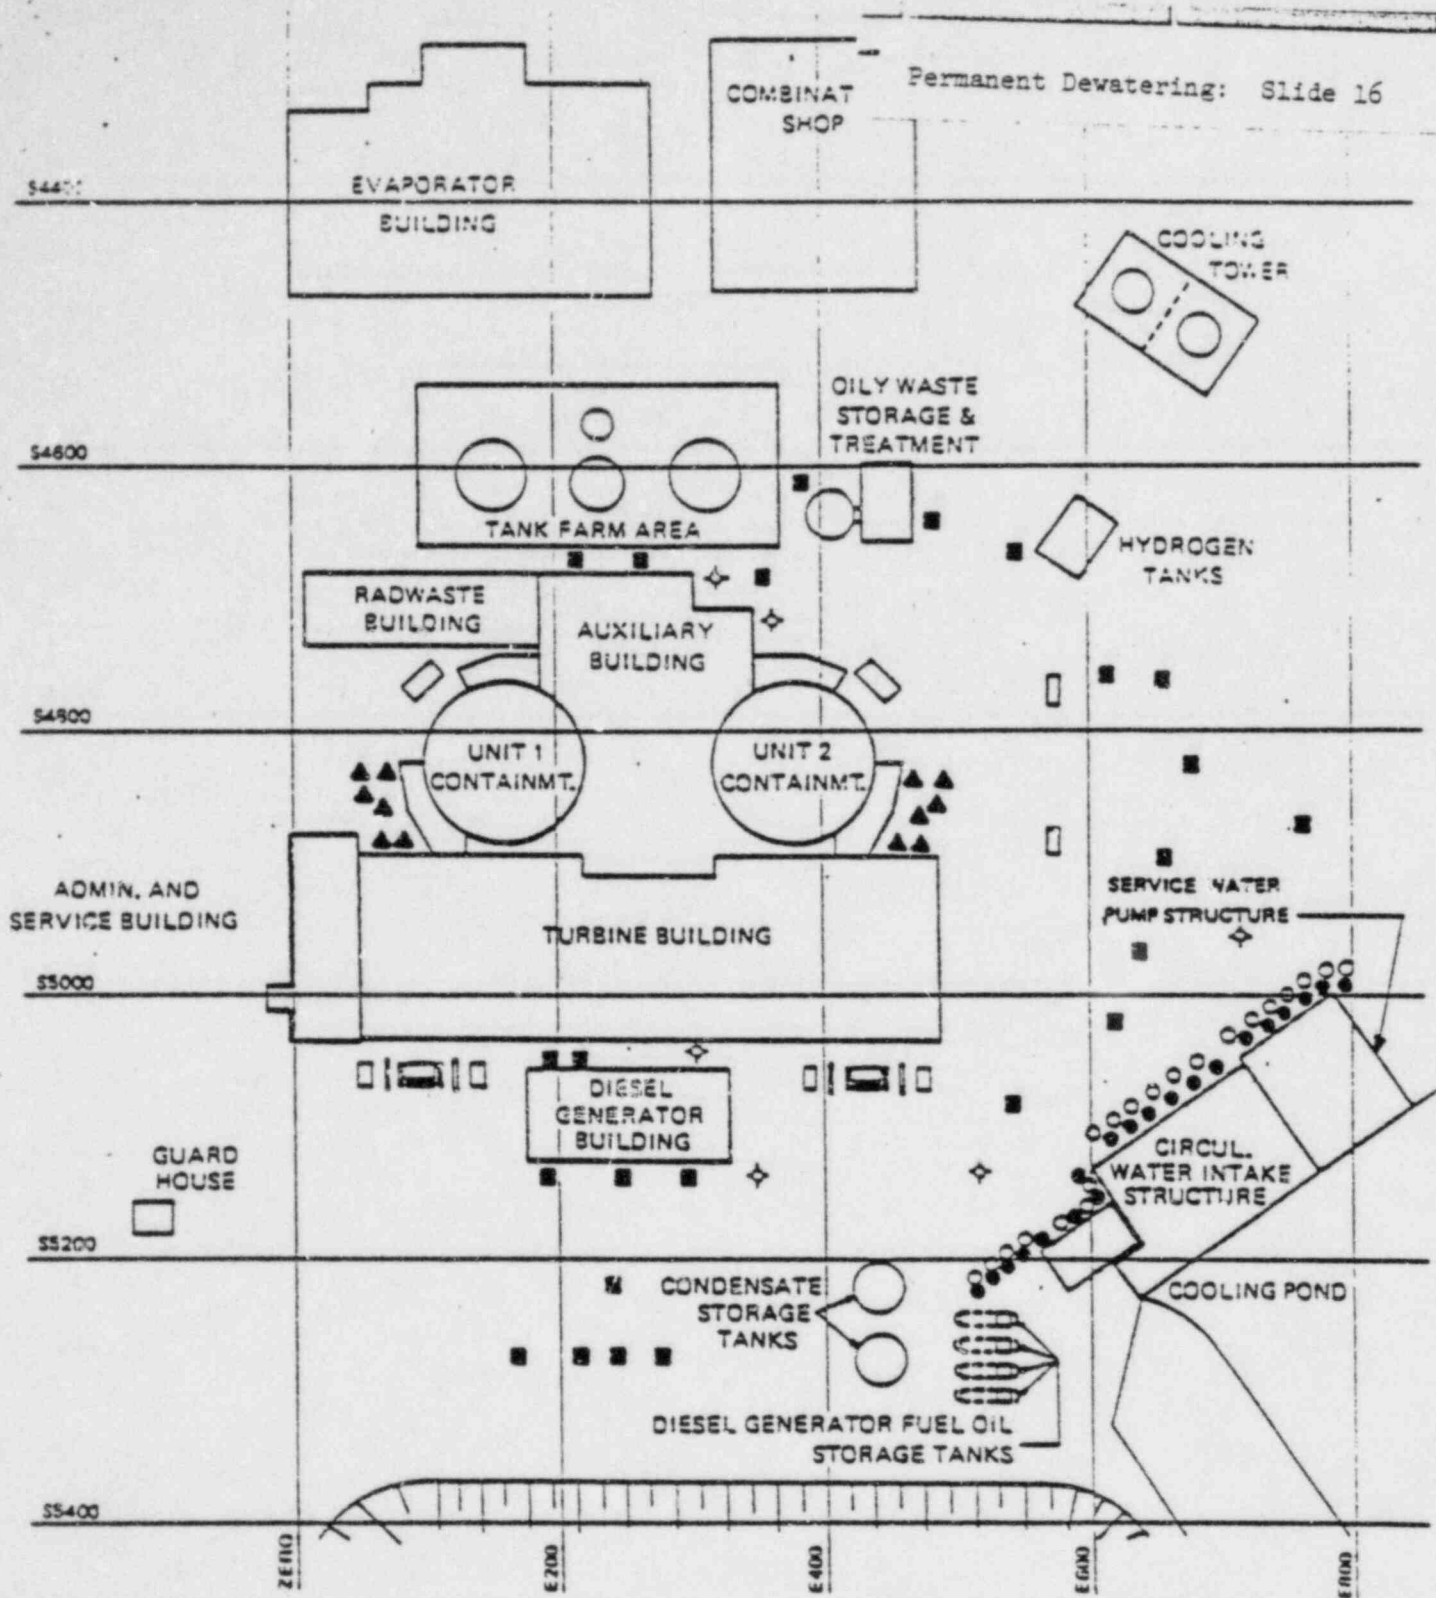 Permanent Dewatering: Slide 16
COMBINAT
SHOP
EVAPORATOR
BUILDING
COOLING
TOWER
OILY WASTE
STORAGE &
TREATMENT
S4600
TANK FARM AREA
HYDROGEN
TANKS
RADWASTE
BUILDING
AUXILIARY
BUILDING
S4800
UNIT 1
CONTAINMT.
UNIT 2
CONTAINMT.
ADMIN. AND
SERVICE BUILDING
SERVICE WATER
PUMP STRUCTURE
TURBINE BUILDING
S5000
DIESEL
GENERATOR
BUILDING
GUARD
HOUSE
CIRCUL.
WATER INTAKE
STRUCTURE
S5200
CONDENSATE
STORAGE
TANKS
COOLING POND
DIESEL GENERATOR FUEL OIL
STORAGE TANKS
S5400
ZERO
E200
E400
E600
E800